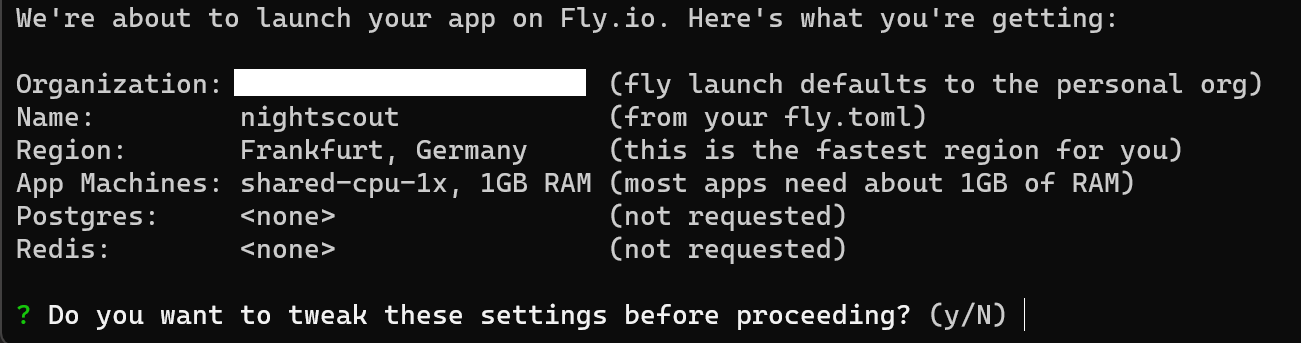 We're about to launch your app on Fly.io. Here's what you're getting:
Organization: (fly launch defaults to the personal org)
Name: nightscout (from your fly.toml)
Region: Frankfurt, Germany (this is the fastest region for you)
App Machines: shared-cpu-1x, 1GB RAM (most apps need about 1GB of RAM)
Postgres: <none> (not requested)
Redis: <none> (not requested)
? Do you want to tweak these settings before proceeding? (y/N)